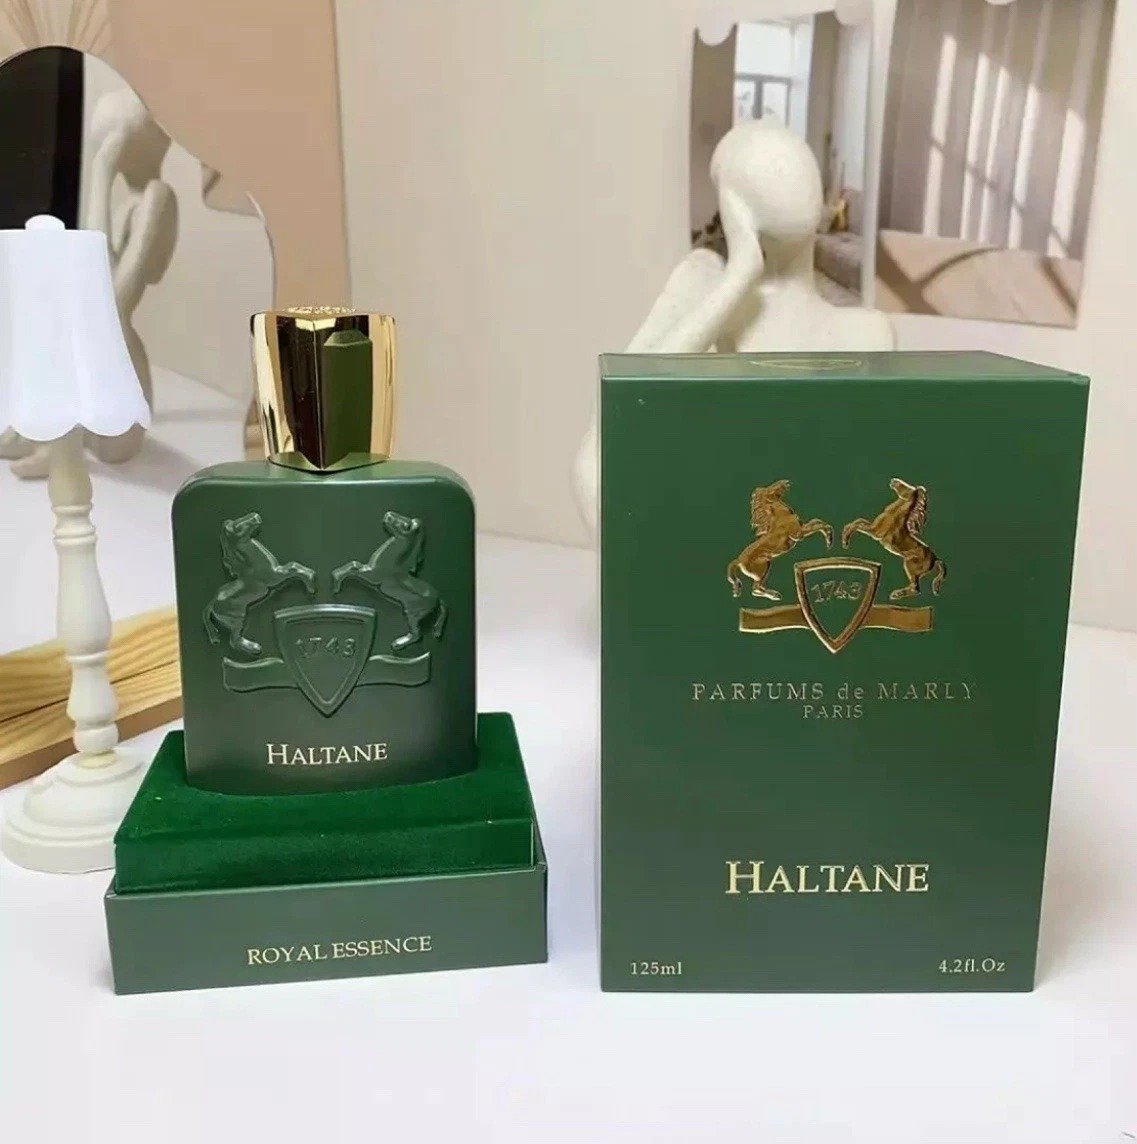 1743
HALTANE
ROYAL ESSENCE
1743
PARFUMS de MARLY
PARIS
HALTANE
125ml
4.2fl.Oz